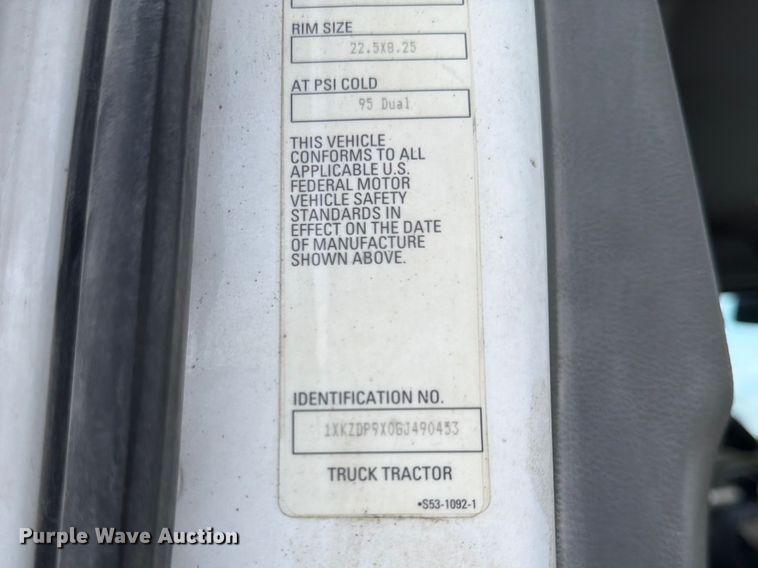 RIM SIZE
22.5X8.25
AT PSI COLD
95 Dual
THIS VEHICLE
CONFORMS TO ALL
APPLICABLE U.S.
FEDERAL MOTOR
VEHICLE SAFETY
STANDARDS IN
EFFECT ON THE DATE
OF MANUFACTURE
SHOWN ABOVE.
IDENTIFICATION NO.
1XKZDP9X0GJ490453
TRUCK TRACTOR
•S53-1092-1
Purple Wave Auction®